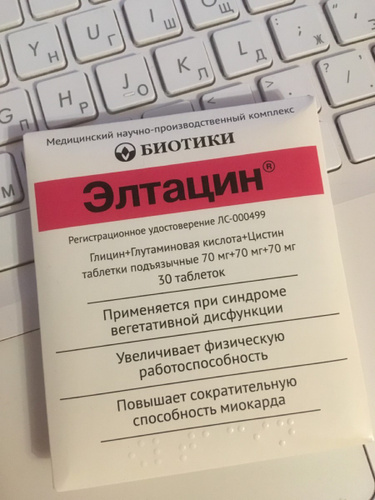 Y Н
U Г
I Ш
O Щ
H Р
J О
K Л
L Д
: ; Ж
М
? / .
Медицинский научно-производственный комплекс
БИОТИКИ
Элтацин®
Регистрационное удостоверение ЛС-000499
Глицин+Глутаминовая кислота+Цистин
таблетки подъязычные 70 мг+70 мг+70 мг
30 таблеток
Применяется при синдроме
вегетативной дисфункции
Увеличивает физическую
работоспособность
Повышает сократительную
способность миокарда